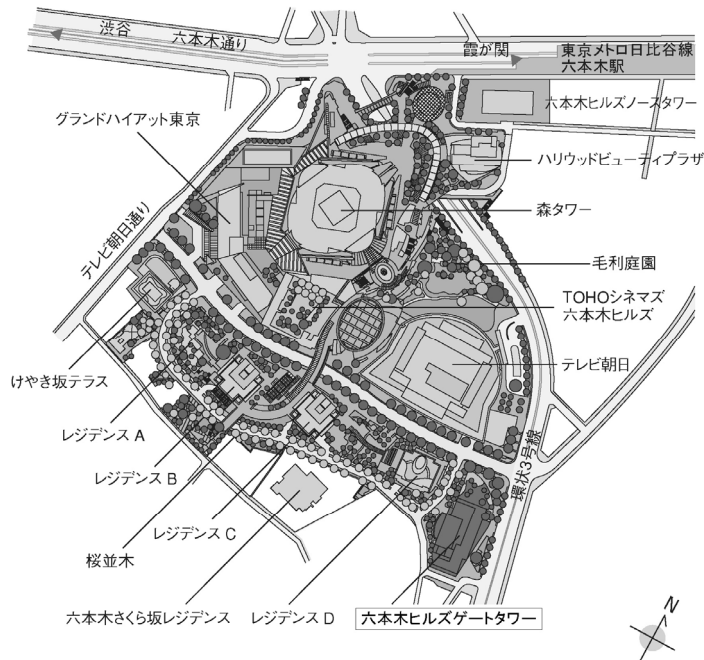 渋谷
六本木通り
霞が関
東京メトロ日比谷線
六本木駅
六本木ヒルズノースタワー
グランドハイアット東京
ハリウッドビューティプラザ
森タワー
テレビ朝日通り
毛利庭園
TOHOシネマズ
六本木ヒルズ
テレビ朝日
けやき坂テラス
レジデンスA
レジデンスB
環状3号線
レジデンスC
桜並木
六本木さくら坂レジデンス
レジデンスD
六本木ヒルズゲートタワー
N